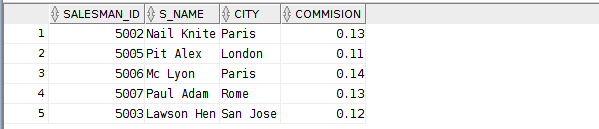 SALESMAN_ID S_NAME CITY COMMISION
1 5002 Nail Knite Paris 0.13
2 5005 Pit Alex London 0.11
3 5006 Mc Lyon Paris 0.14
4 5007 Paul Adam Rome 0.13
5 5003 Lawson Hen San Jose 0.12